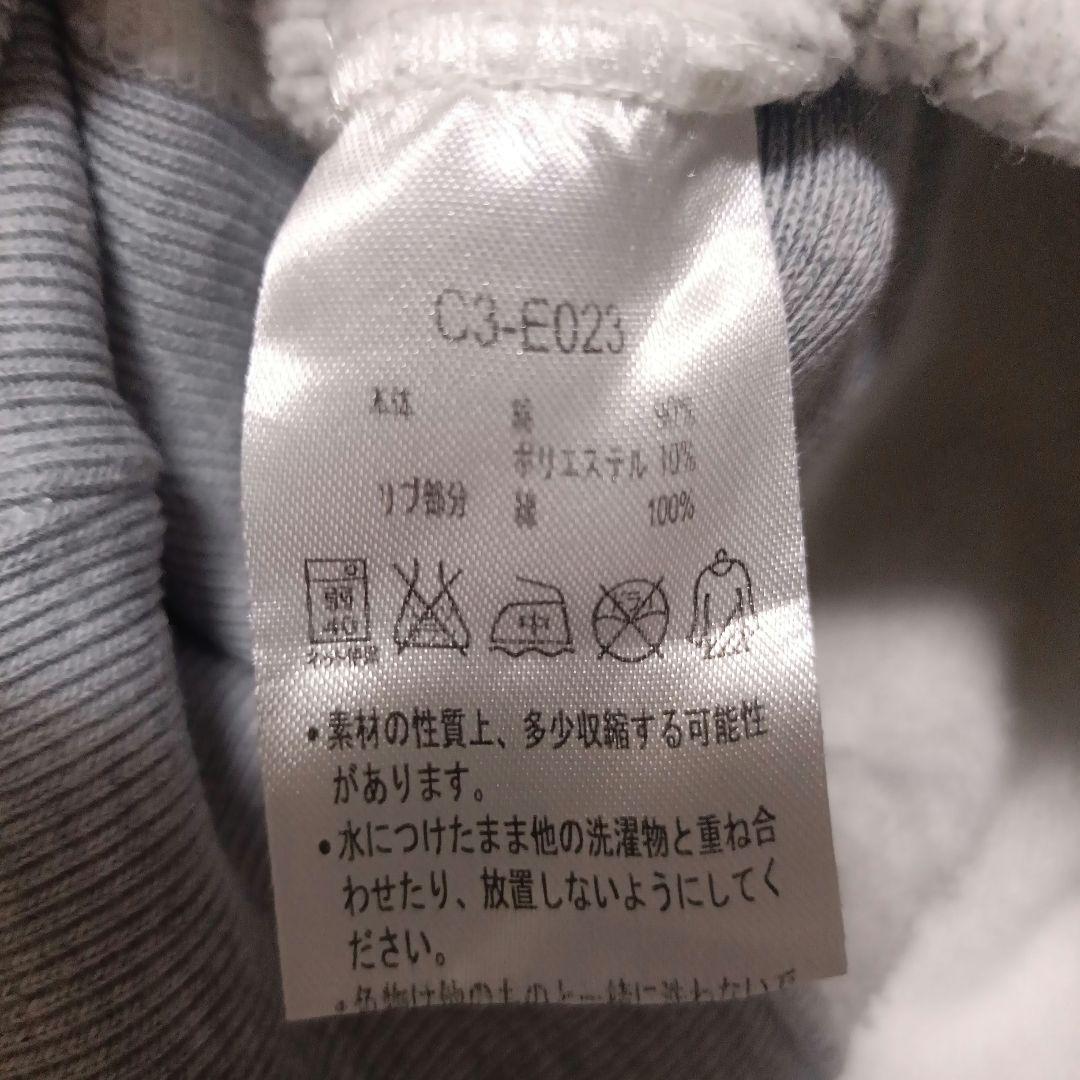 C3-E023
本体 綿 90%
ポリエステル 10%
リブ部分 綿 100%
弱 40 中
ネット使用
•素材の性質上、多少収縮する可能性
があります。
•水につけたまま他の洗濯物と重ね合
わせたり、放置しないようにしてく
ださい。